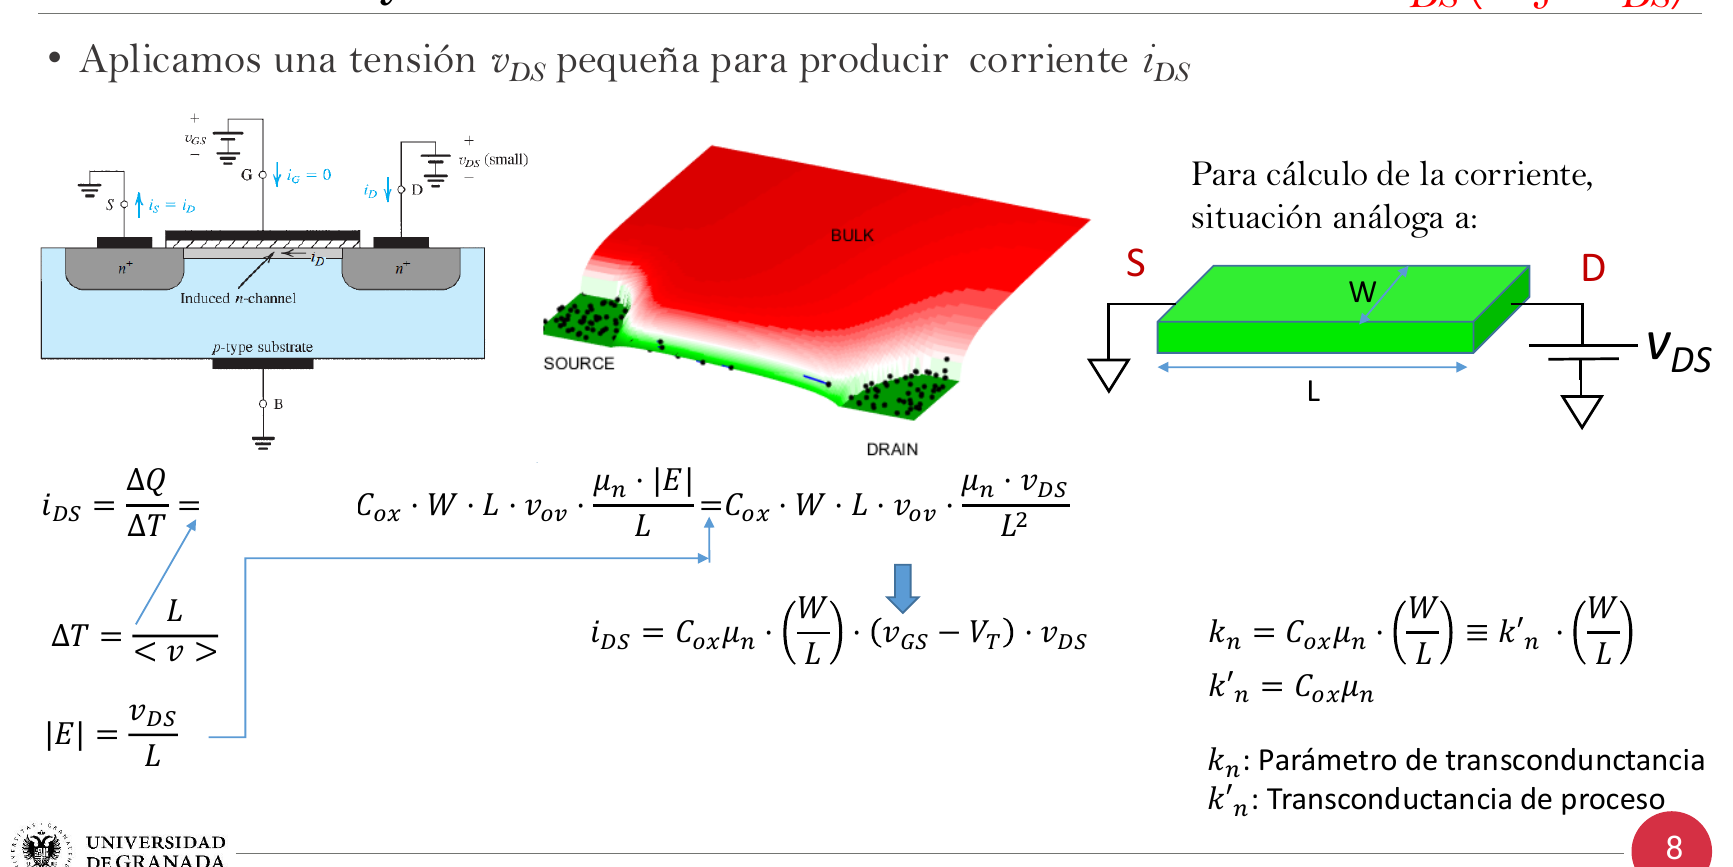 • Aplicamos una tensión v_DS pequeña para producir corriente i_DS
+
v_GS
−
G
i_G = 0
+
v_DS (small)
−
i_D
D
S
i_S = i_D
i_D
n+
n+
Induced n-channel
p-type substrate
B
BULK
SOURCE
DRAIN
Para cálculo de la corriente,
situación análoga a:
S
D
W
L
v_DS
i_DS = ΔQ/ΔT =
C_ox · W · L · v_ov · (μ_n · |E|)/L = C_ox · W · L · v_ov · (μ_n · v_DS)/L²
ΔT = L/<v>
i_DS = C_ox μ_n · (W/L) · (v_GS − V_T) · v_DS
|E| = v_DS/L
k_n = C_ox μ_n · (W/L) ≡ k'_n · (W/L)
k'_n = C_ox μ_n
k_n: Parámetro de transcondunctancia
k'_n: Transconductancia de proceso
UNIVERSIDAD
DE GRANADA
8